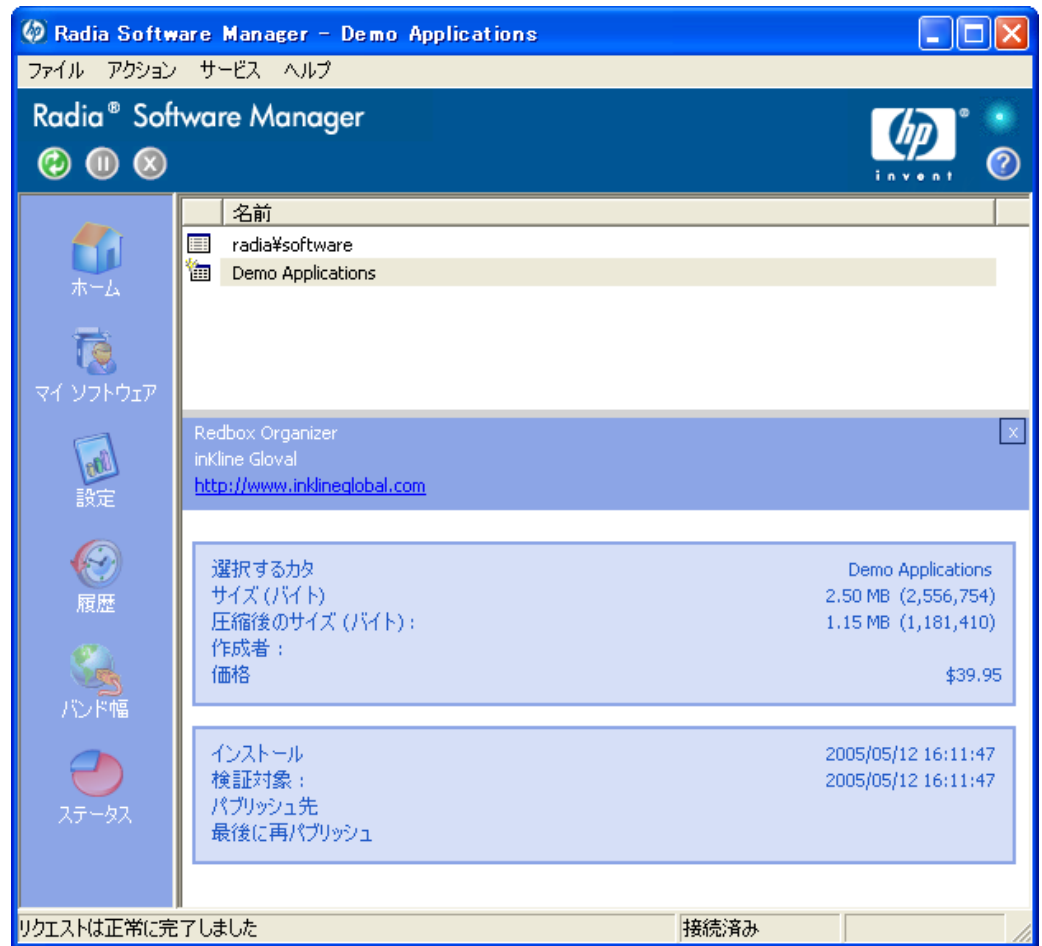 Radia Software Manager - Demo Applications
ファイル アクション サービス ヘルプ
Radia® Software Manager
hp
®
invent
?
ホーム
マイ ソフトウェア
設定
履歴
バンド幅
ステータス
名前
radia¥software
Demo Applications
Redbox Organizer
x
inKline Gloval
http://www.inklineglobal.com
選択するカタ Demo Applications
サイズ (バイト) 2.50 MB (2,556,754)
圧縮後のサイズ (バイト) : 1.15 MB (1,181,410)
作成者 :
価格 $39.95
インストール 2005/05/12 16:11:47
検証対象 : 2005/05/12 16:11:47
パブリッシュ先
最後に再パブリッシュ
リクエストは正常に完了しました 接続済み